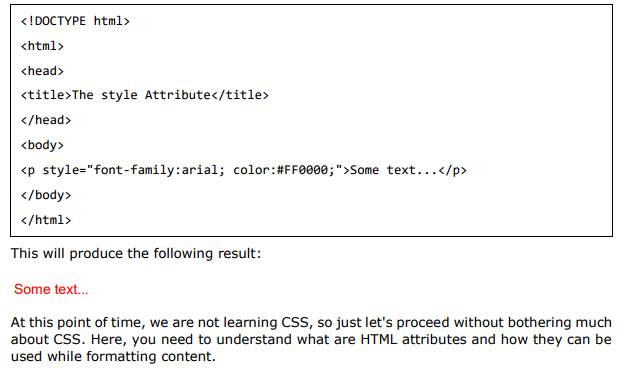 <!DOCTYPE html>
<html>
<head>
<title>The style Attribute</title>
</head>
<body>
<p style="font-family:arial; color:#FF0000;">Some text...</p>
</body>
</html>
This will produce the following result:
Some text...
At this point of time, we are not learning CSS, so just let's proceed without bothering much
about CSS. Here, you need to understand what are HTML attributes and how they can be
used while formatting content.